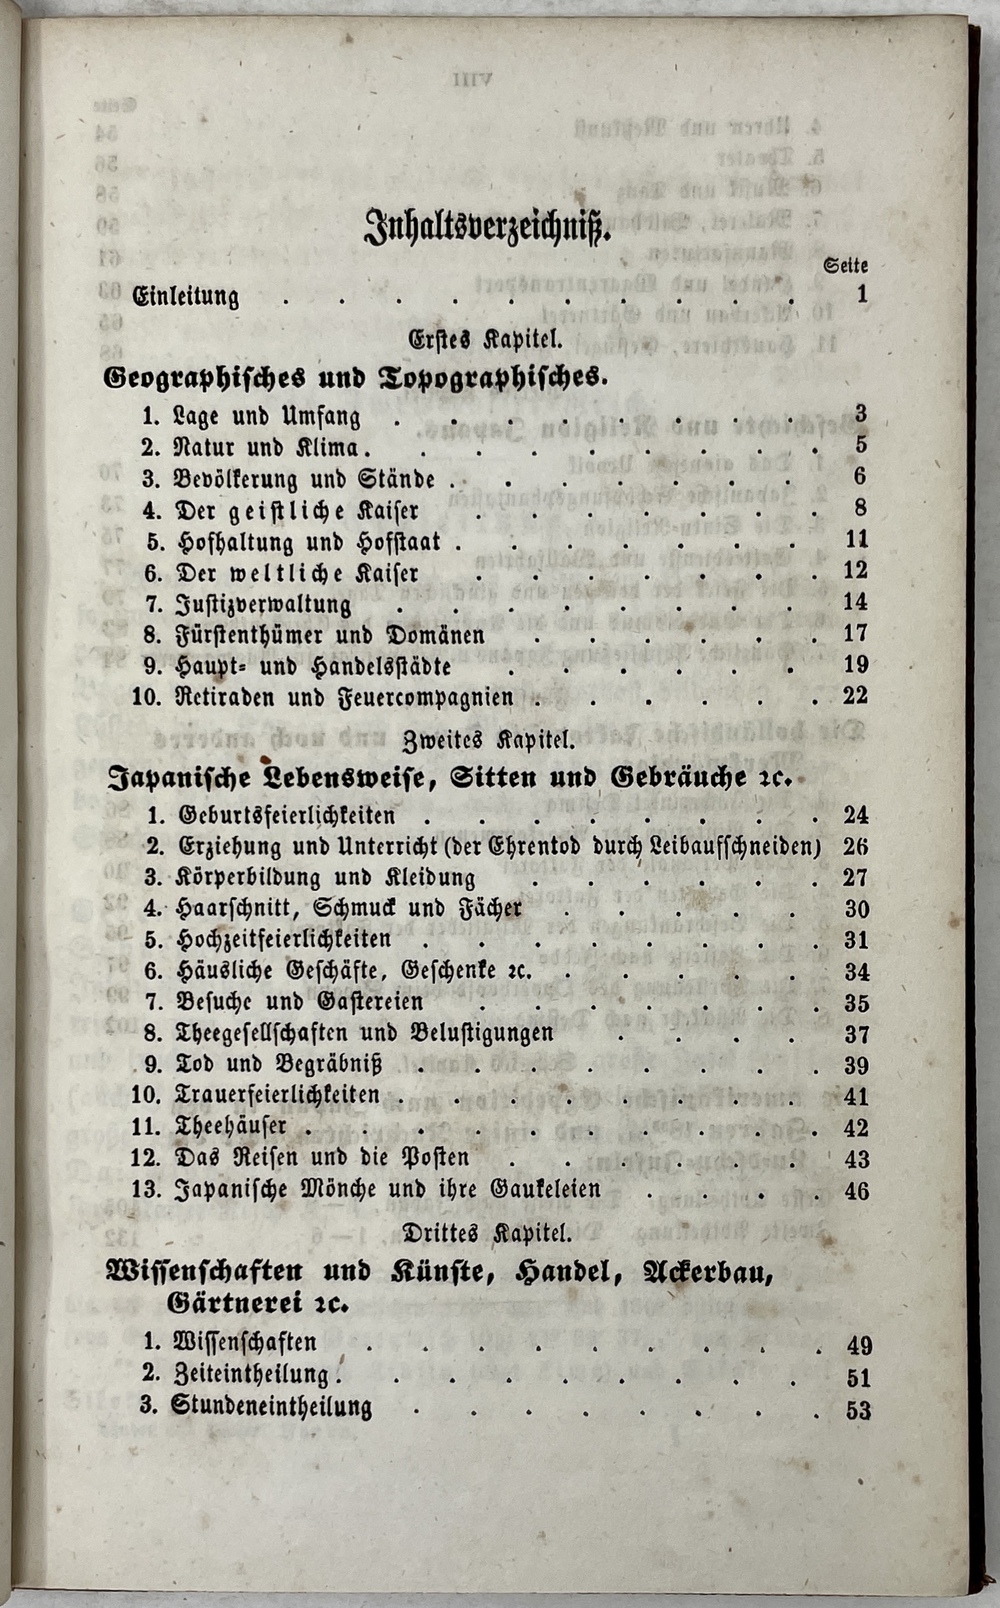 Inhaltsverzeichniß.
Seite
Einleitung . . . . . . . . . . 1
Erstes Kapitel.
Geographisches und Topographisches.
1. Lage und Umfang . . . . . . . . 3
2. Natur und Klima . . . . . . . . 5
3. Bevölkerung und Stände . . . . . . . 6
4. Der geistliche Kaiser . . . . . . . 8
5. Hofhaltung und Hofstaat . . . . . . . 11
6. Der weltliche Kaiser . . . . . . . 12
7. Justizverwaltung . . . . . . . . 14
8. Fürstenthümer und Domänen . . . . . . 17
9. Haupt- und Handelsstädte . . . . . . 19
10. Retiraden und Feuercompagnien . . . . . . 22
Zweites Kapitel.
Japanische Lebensweise, Sitten und Gebräuche ꝛc.
1. Geburtsfeierlichkeiten . . . . . . . . 24
2. Erziehung und Unterricht (der Ehrentod durch Leibaufschneiden) 26
3. Körperbildung und Kleidung . . . . . . 27
4. Haarschnitt, Schmuck und Fächer . . . . . 30
5. Hochzeitfeierlichkeiten . . . . . . . . 31
6. Häusliche Geschäfte, Geschenke ꝛc. . . . . . 34
7. Besuche und Gastereien . . . . . . . 35
8. Theegesellschaften und Belustigungen . . . . 37
9. Tod und Begräbniß . . . . . . . . 39
10. Trauerfeierlichkeiten . . . . . . . . 41
11. Theehäuser . . . . . . . . . . 42
12. Das Reisen und die Posten . . . . . . 43
13. Japanische Mönche und ihre Gaukeleien . . . . 46
Drittes Kapitel.
Wissenschaften und Künste, Handel, Ackerbau,
Gärtnerei ꝛc.
1. Wissenschaften . . . . . . . . . 49
2. Zeiteintheilung . . . . . . . . . 51
3. Stundeneintheilung . . . . . . . . 53